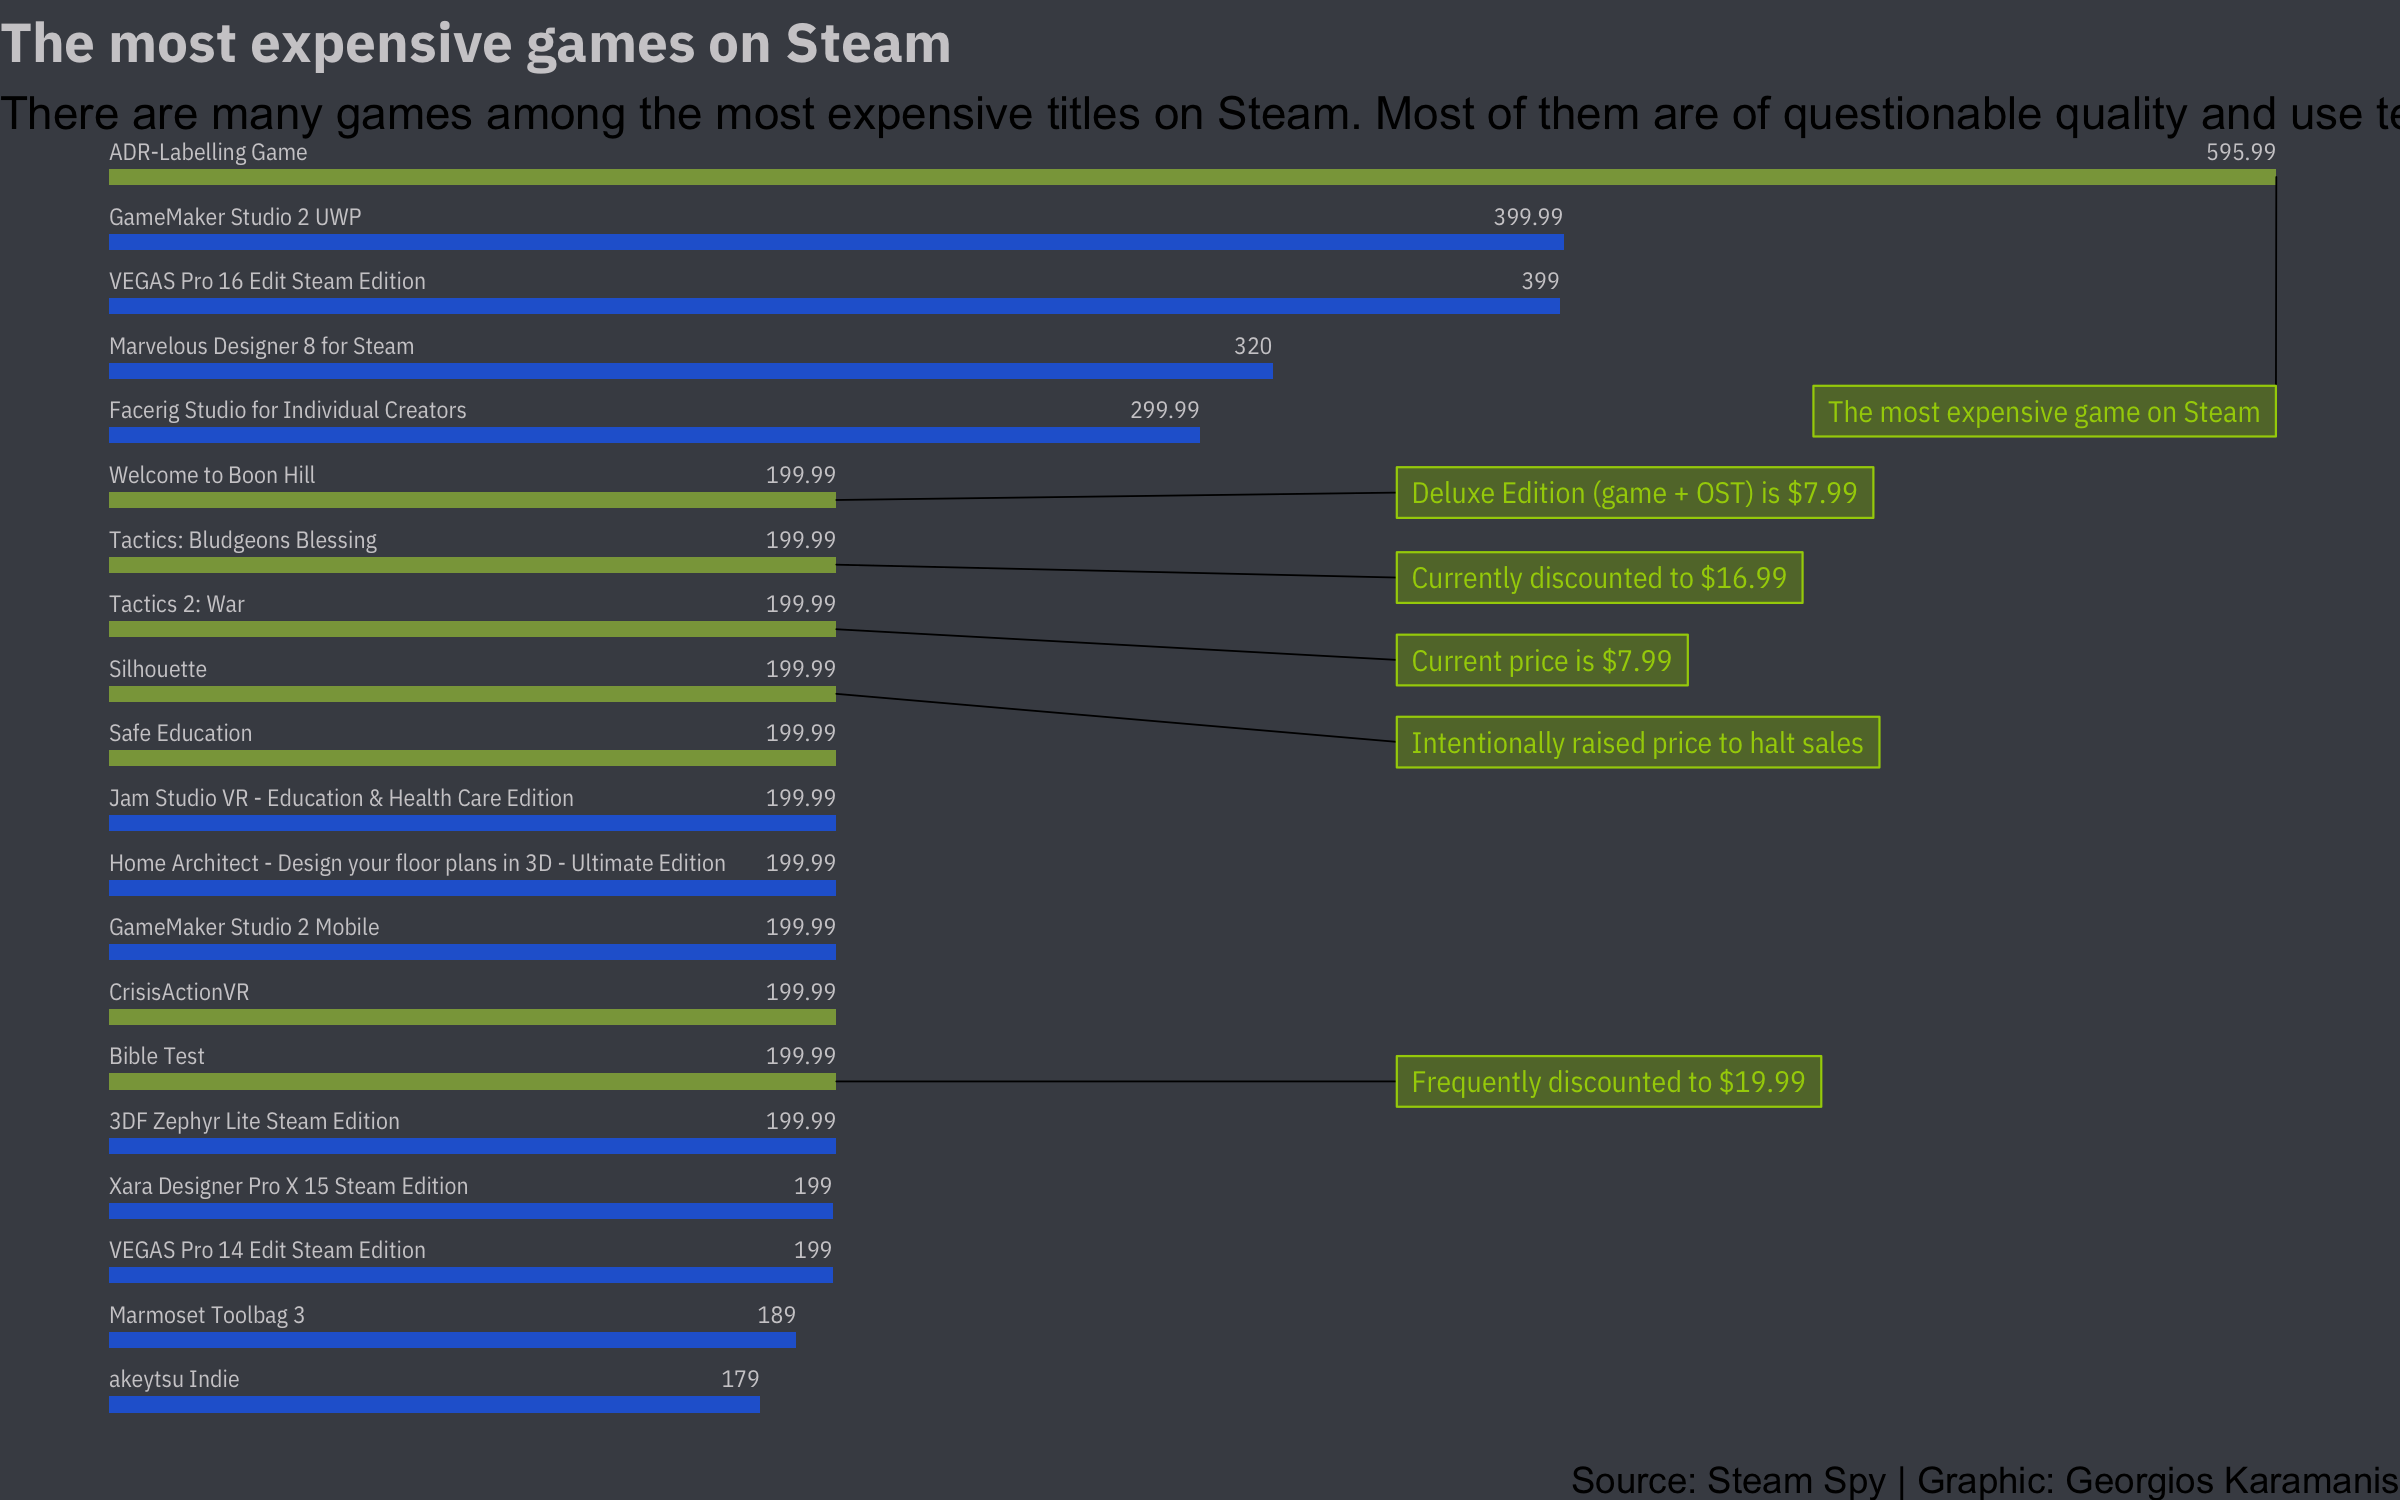 The most expensive games on Steam
There are many games among the most expensive titles on Steam. Most of them are of questionable quality and use
ADR-Labelling Game
595.99
GameMaker Studio 2 UWP
399.99
VEGAS Pro 16 Edit Steam Edition
399
Marvelous Designer 8 for Steam
320
Facerig Studio for Individual Creators
299.99
The most expensive game on Steam
Welcome to Boon Hill
199.99
Deluxe Edition (game + OST) is $7.99
Tactics: Bludgeons Blessing
199.99
Currently discounted to $16.99
Tactics 2: War
199.99
Current price is $7.99
Silhouette
199.99
Intentionally raised price to halt sales
Safe Education
199.99
Jam Studio VR - Education & Health Care Edition
199.99
Home Architect - Design your floor plans in 3D - Ultimate Edition
199.99
GameMaker Studio 2 Mobile
199.99
CrisisActionVR
199.99
Bible Test
199.99
Frequently discounted to $19.99
3DF Zephyr Lite Steam Edition
199.99
Xara Designer Pro X 15 Steam Edition
199
VEGAS Pro 14 Edit Steam Edition
199
Marmoset Toolbag 3
189
akeytsu Indie
179
Source: Steam Spy | Graphic: Georgios Karamanis